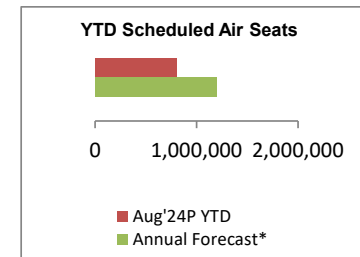 YTD Scheduled Air Seats
0 1,000,000 2,000,000
Aug'24P YTD
Annual Forecast*